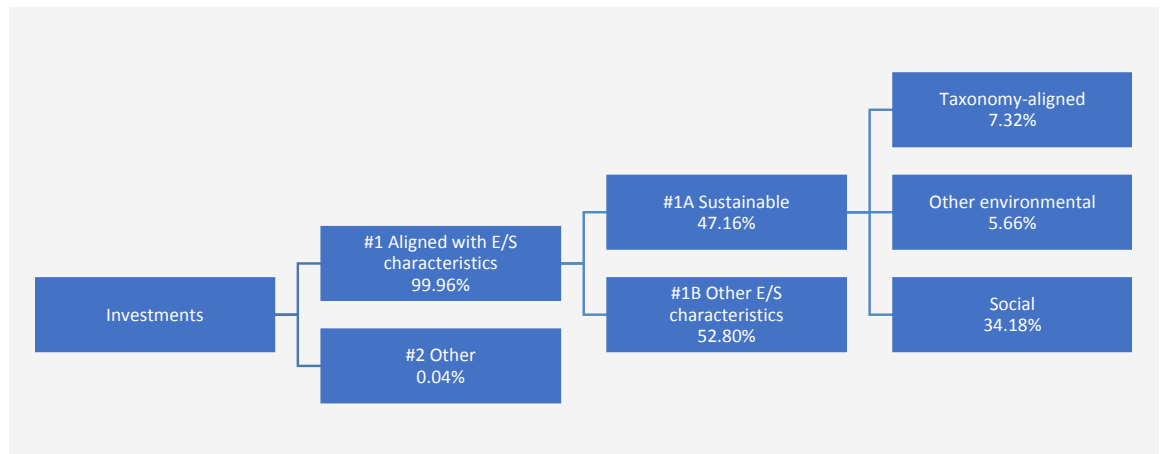 Investments
#1 Aligned with E/S
characteristics
99.96%
#2 Other
0.04%
#1A Sustainable
47.16%
#1B Other E/S
characteristics
52.80%
Taxonomy-aligned
7.32%
Other environmental
5.66%
Social
34.18%